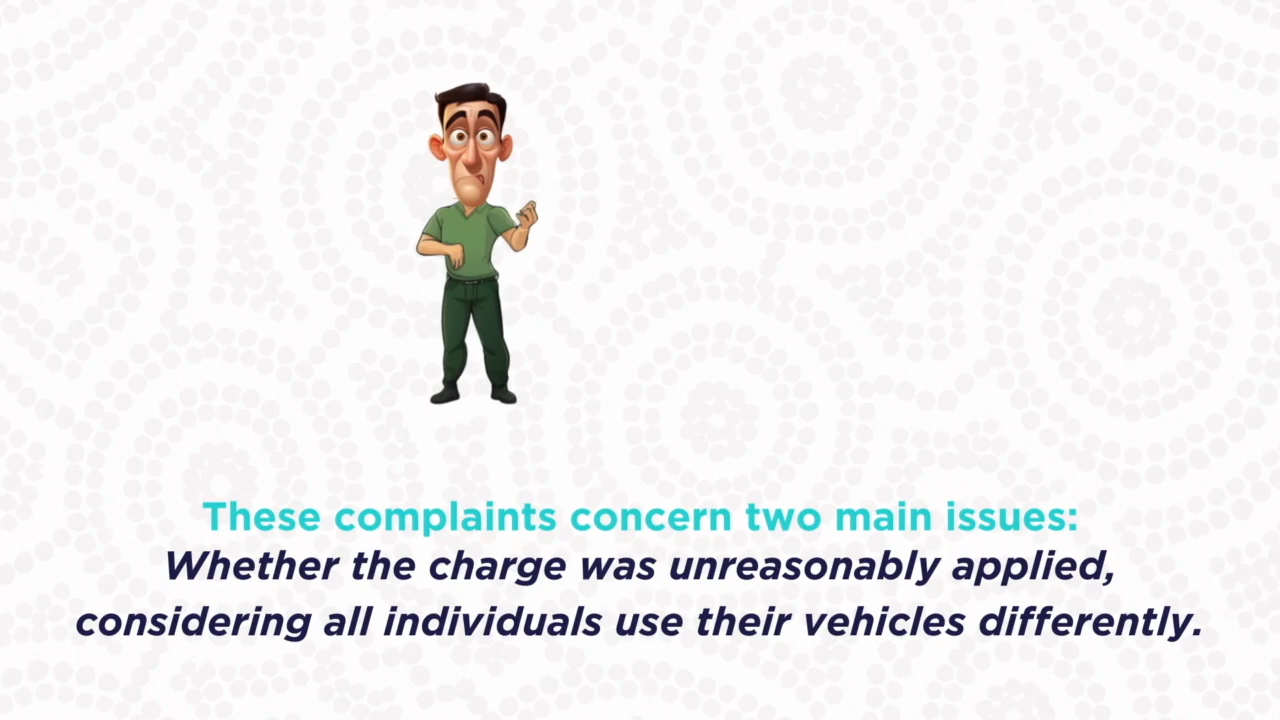 These complaints concern two main issues:
Whether the charge was unreasonably applied,
considering all individuals use their vehicles differently.